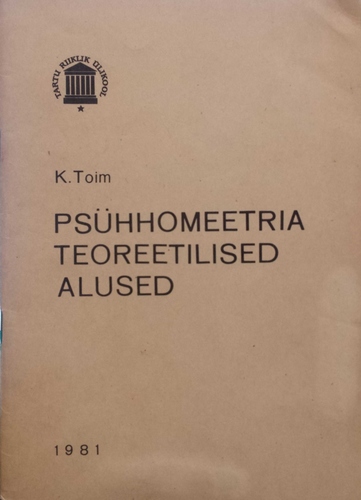 TARTU RIIKLIK ÜLIKOOL
K. Toim
PSÜHHOMEETRIA
TEOREETILISED
ALUSED
1981